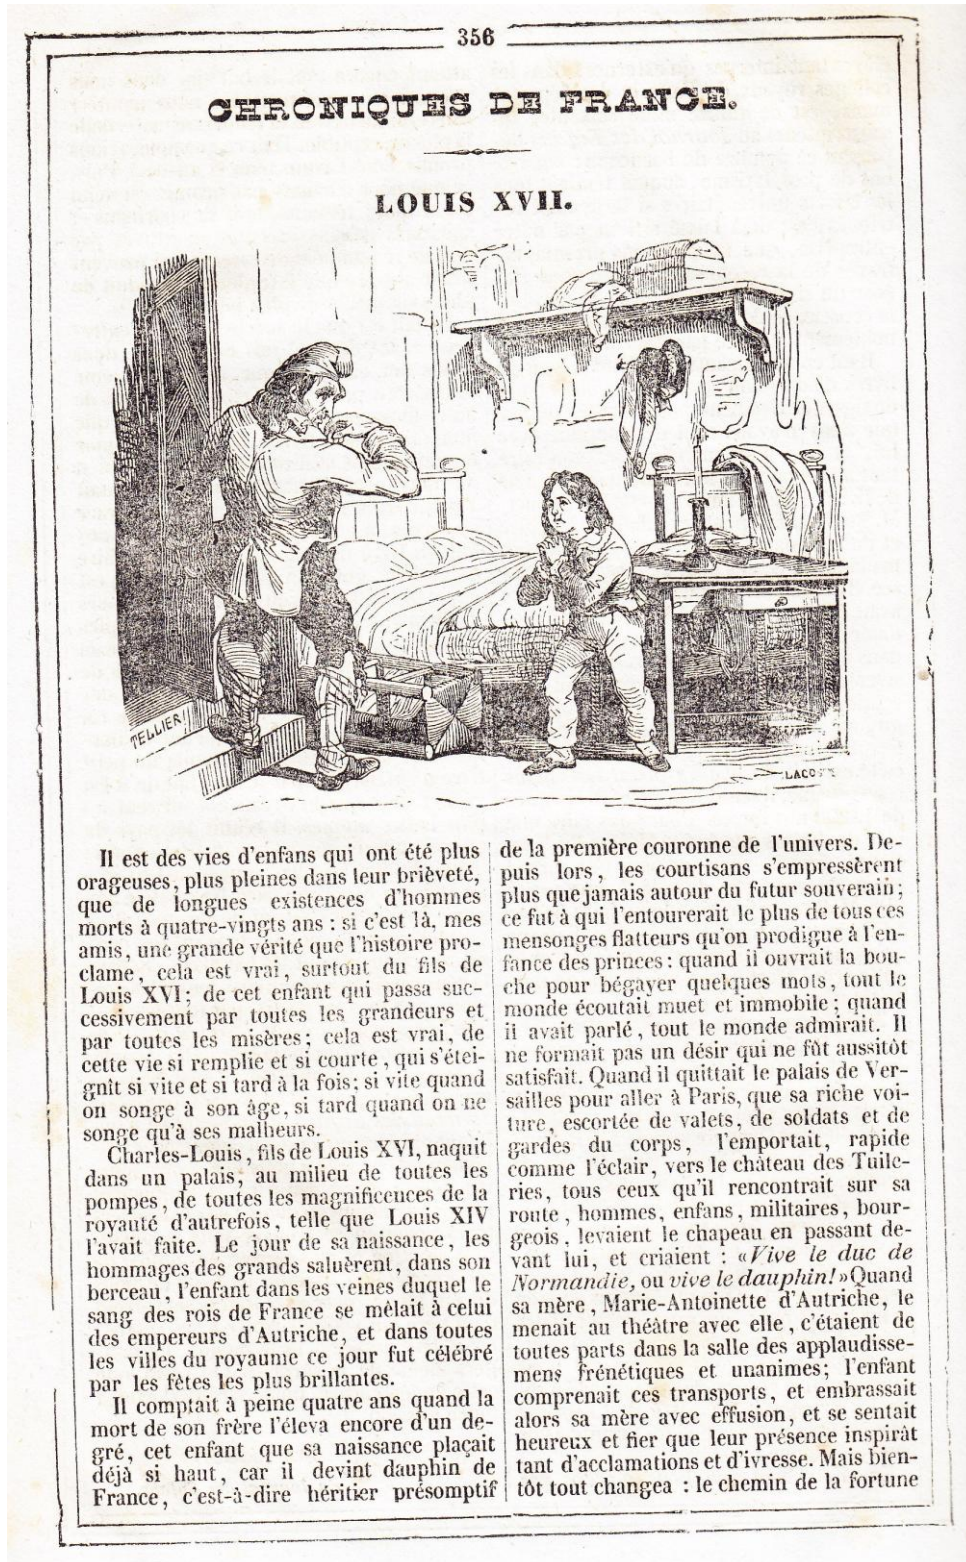 356
CHRONIQUES DE FRANCE.
LOUIS XVII.
TELLIER
LACOSTE
Il est des vies d'enfans qui ont été plus
orageuses, plus pleines dans leur brièveté,
que de longues existences d'hommes
morts à quatre-vingts ans : si c'est là, mes
amis, une grande vérité que l'histoire pro-
clame, cela est vrai, surtout du fils de
Louis XVI; de cet enfant qui passa suc-
cessivement par toutes les grandeurs et
par toutes les misères; cela est vrai, de
cette vie si remplie et si courte, qui s'étei-
gnît si vite et si tard à la fois: si vite quand
on songe à son âge, si tard quand on ne
songe qu'à ses malheurs.
Charles-Louis, fils de Louis XVI, naquit
dans un palais, au milieu de toutes les
pompes, de toutes les magnificences de la
royauté d'autrefois, telle que Louis XIV
l'avait faite. Le jour de sa naissance, les
hommages des grands saluèrent, dans son
berceau, l'enfant dans les veines duquel le
sang des rois de France se mêlait à celui
des empereurs d'Autriche, et dans toutes
les villes du royaume ce jour fut célébré
par les fêtes les plus brillantes.
Il comptait à peine quatre ans quand la
mort de son frère l'éleva encore d'un de-
gré, cet enfant que sa naissance plaçait
déjà si haut, car il devint dauphin de
France, c'est-à-dire héritier présomptif
de la première couronne de l'univers. De-
puis lors, les courtisans s'empressèrent
plus que jamais autour du futur souverain;
ce fut à qui l'entourerait le plus de tous ces
mensonges flatteurs qu'on prodigue à l'en-
fance des princes: quand il ouvrait la bou-
che pour bégayer quelques mots, tout le
monde écoutait muet et immobile; quand
il avait parlé, tout le monde admirait. Il
ne formait pas un désir qui ne fût aussitôt
satisfait. Quand il quittait le palais de Ver-
sailles pour aller à Paris, que sa riche voi-
ture, escortée de valets, de soldats et de
gardes du corps, l'emportait, rapide
comme l'éclair, vers le château des Tuile-
ries, tous ceux qu'il rencontrait sur sa
route, hommes, enfans, militaires, bour-
geois, levaient le chapeau en passant de-
vant lui, et criaient : «Vive le duc de
Normandie, ou vive le dauphin!» Quand
sa mère, Marie-Antoinette d'Autriche, le
menait au théâtre avec elle, c'étaient de
toutes parts dans la salle des applaudisse-
mens frénétiques et unanimes; l'enfant
comprenait ces transports, et embrassait
alors sa mère avec effusion, et se sentait
heureux et fier que leur présence inspirât
tant d'acclamations et d'ivresse. Mais bien-
tôt tout changea : le chemin de la fortune